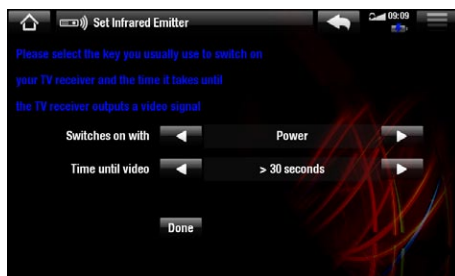 Set Infrared Emitter
09:09
Please select the key you usually use to switch on
your TV receiver and the time it takes until
the TV receiver outputs a video signal
Switches on with Power
Time until video > 30 seconds
Done